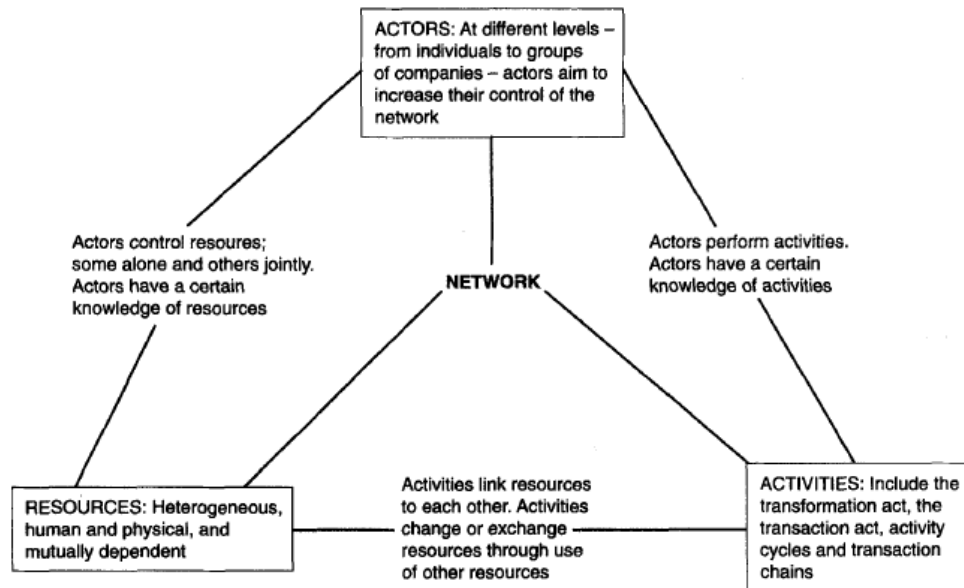 ACTORS: At different levels –
from individuals to groups
of companies – actors aim to
increase their control of the
network
Actors control resoures;
some alone and others jointly.
Actors have a certain
knowledge of resources
Actors perform activities.
Actors have a certain
knowledge of activities
NETWORK
RESOURCES: Heterogeneous,
human and physical, and
mutually dependent
Activities link resources
to each other. Activities
change or exchange
resources through use
of other resources
ACTIVITIES: Include the
transformation act, the
transaction act, activity
cycles and transaction
chains